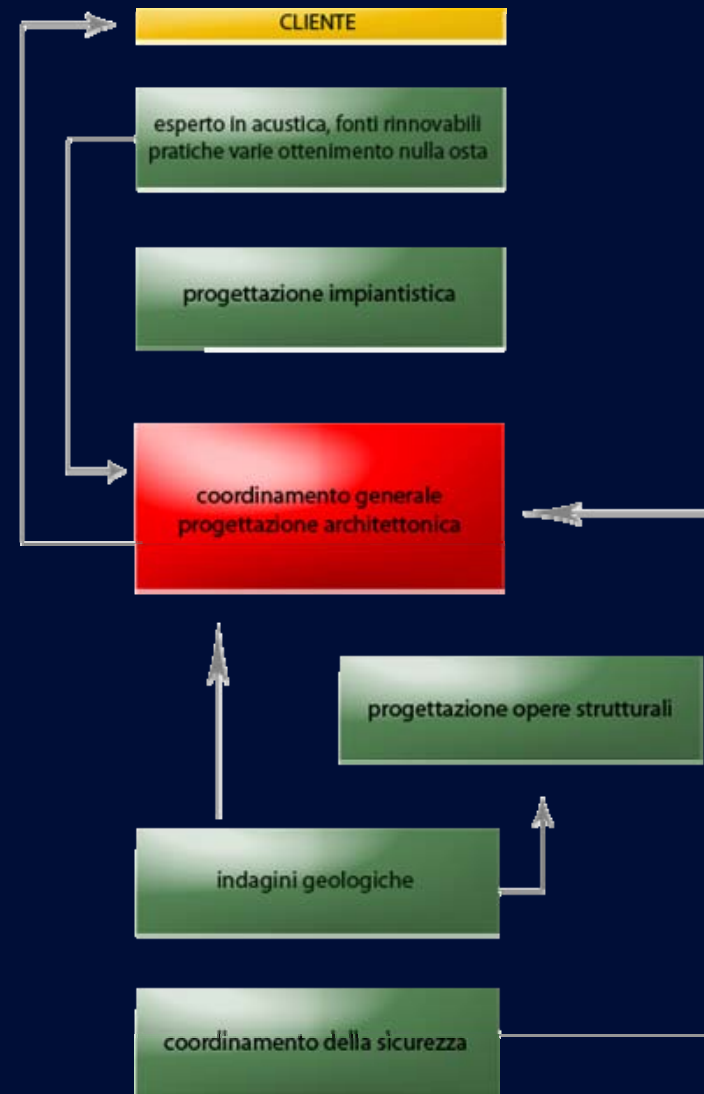 CLIENTE
esperto in acustica, fonti rinnovabili
pratiche varie ottenimento nulla osta
progettazione impiantistica
coordinamento generale
progettazione architettonica
progettazione opere strutturali
indagini geologiche
coordinamento della sicurezza